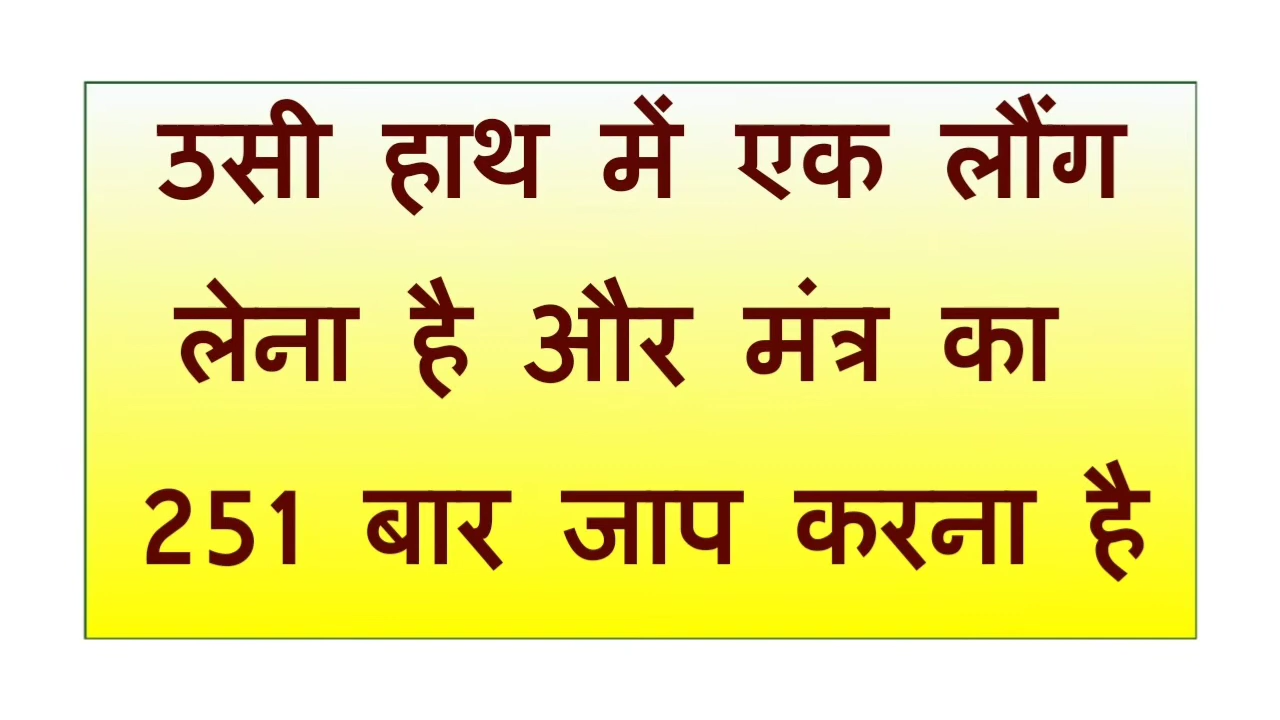 उसी हाथ में एक लौंग
लेना है और मंत्र का
251 बार जाप करना है